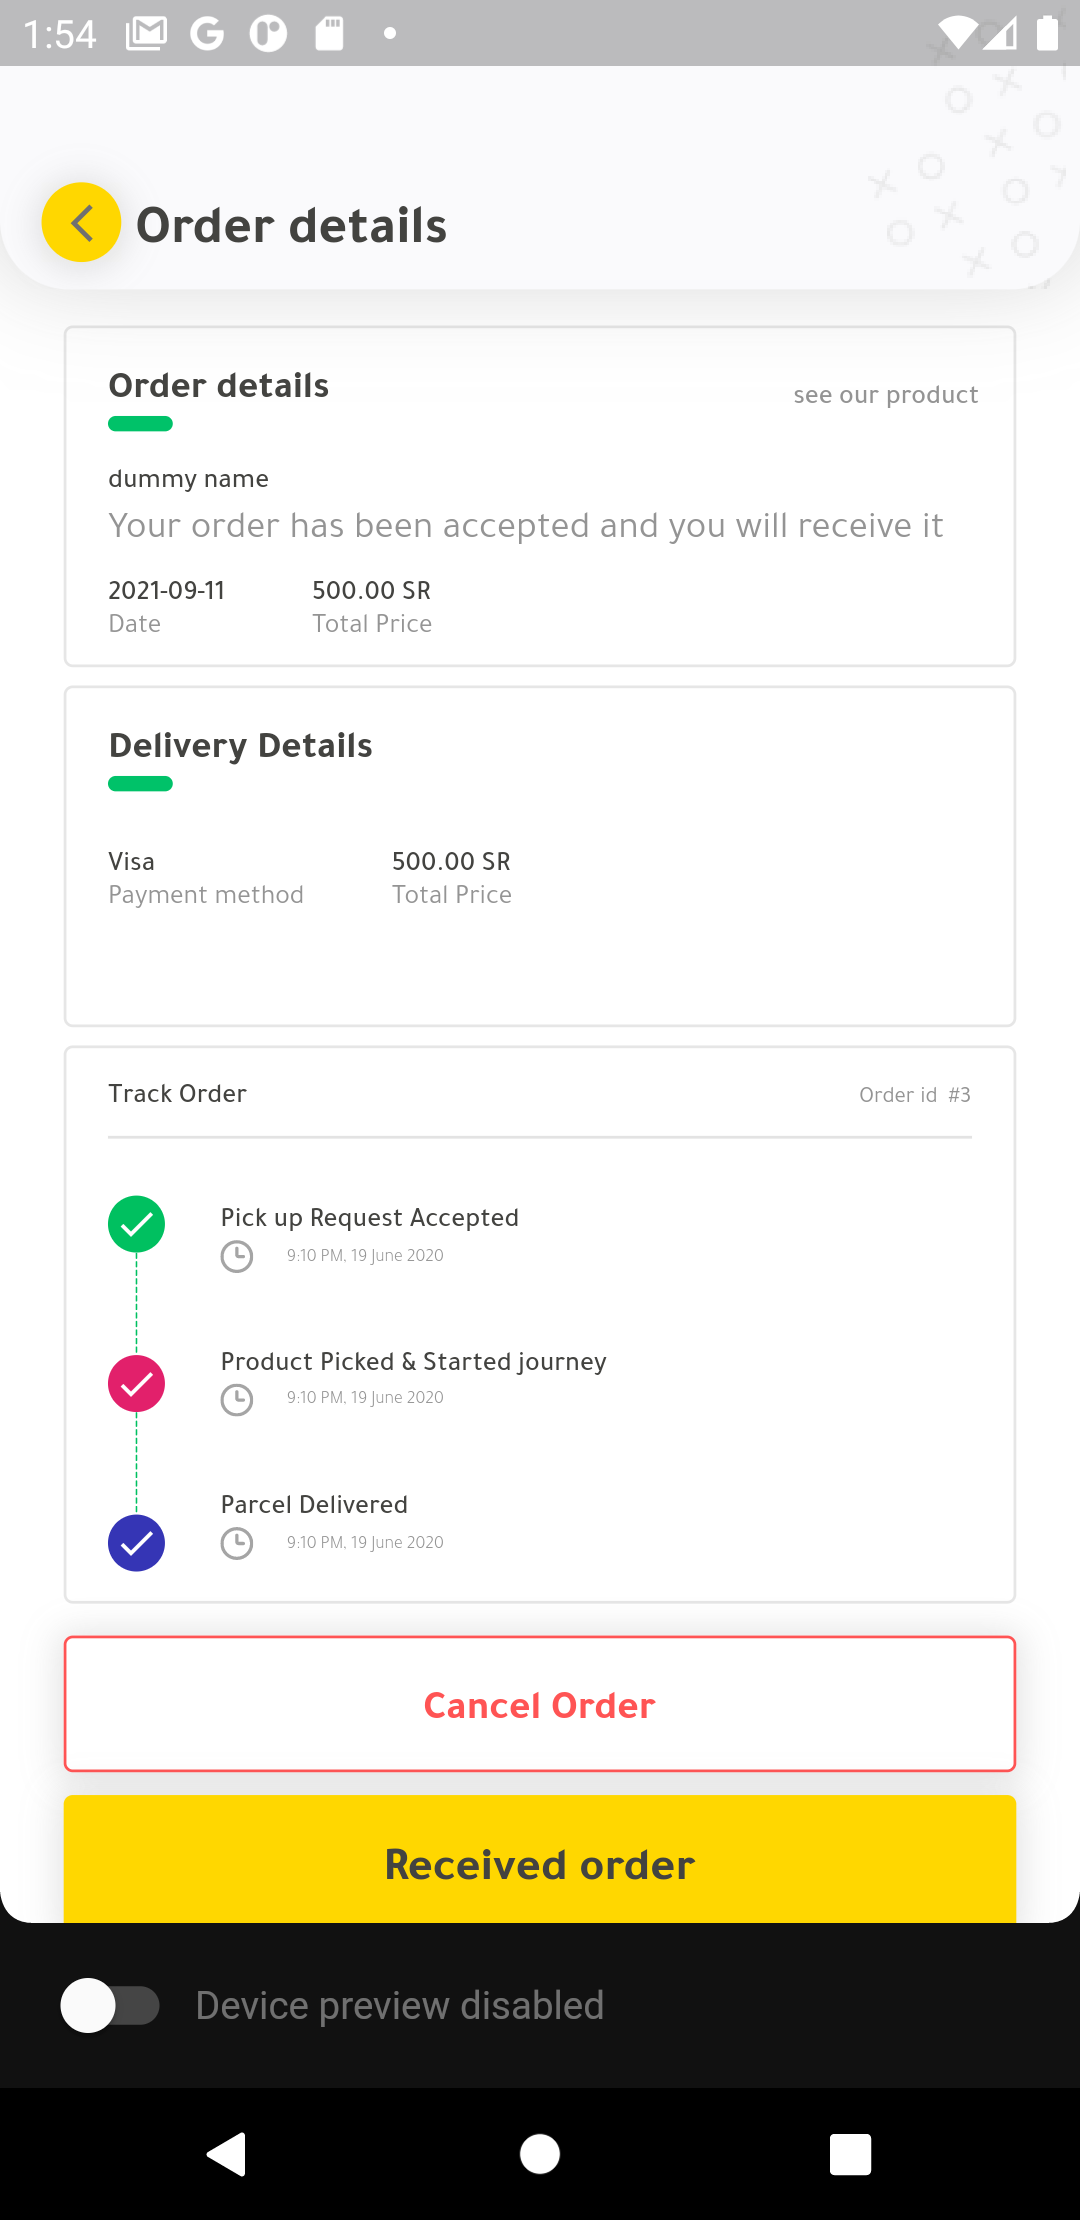 1:54
Order details
Order details
see our product
dummy name
Your order has been accepted and you will receive it
2021-09-11
500.00 SR
Date
Total Price
Delivery Details
Visa
500.00 SR
Payment method
Total Price
Track Order
Order id #3
Pick up Request Accepted
9:10 PM, 19 June 2020
Product Picked & Started journey
9:10 PM, 19 June 2020
Parcel Delivered
9:10 PM, 19 June 2020
Cancel Order
Received order
Device preview disabled